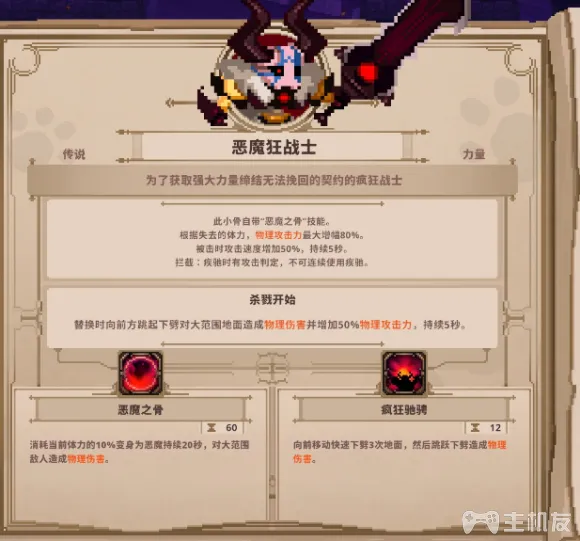 恶魔狂战士
传说
力量
为了获取强大力量缔结无法挽回的契约的疯狂战士
此小骨自带“恶魔之骨”技能。
根据失去的体力，物理攻击力最大增幅80%。
被击时攻击速度增加50%，持续5秒。
拦截：疾驰时有攻击判定，不可连续使用疾驰。
杀戮开始
替换时向前方跳起下劈对大范围地面造成物理伤害并增加50%物理攻击力，持续5秒。
恶魔之骨
60
消耗当前体力的10%变身为恶魔持续20秒，对大范围
敌人造成物理伤害。
疯狂驰骋
12
向前移动快速下劈3次地面，然后跳跃下劈造成物理
伤害。
主机友